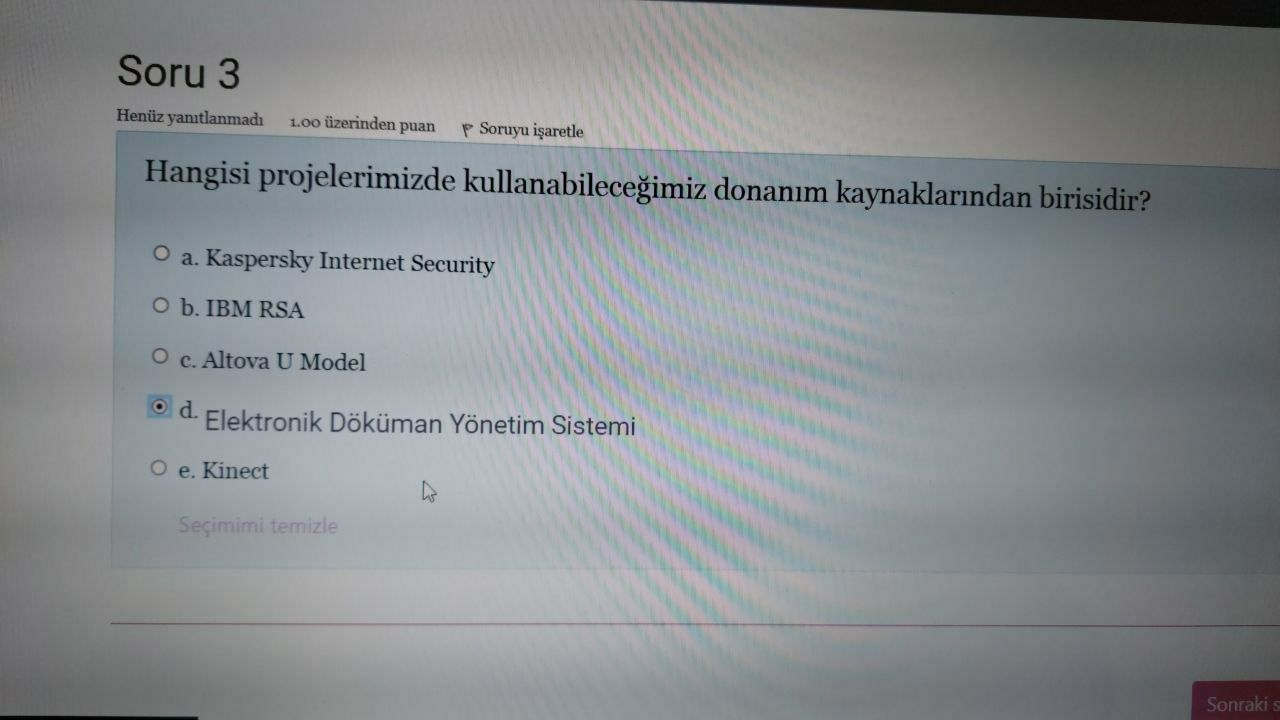 Soru 3
Henüz yanıtlanmadı 1.00 üzerinden puan Soruyu işaretle
Hangisi projelerimizde kullanabileceğimiz donanım kaynaklarından birisidir?
a. Kaspersky Internet Security
b. IBM RSA
c. Altova U Model
d. Elektronik Döküman Yönetim Sistemi
e. Kinect
Seçimimi temizle
Sonraki s